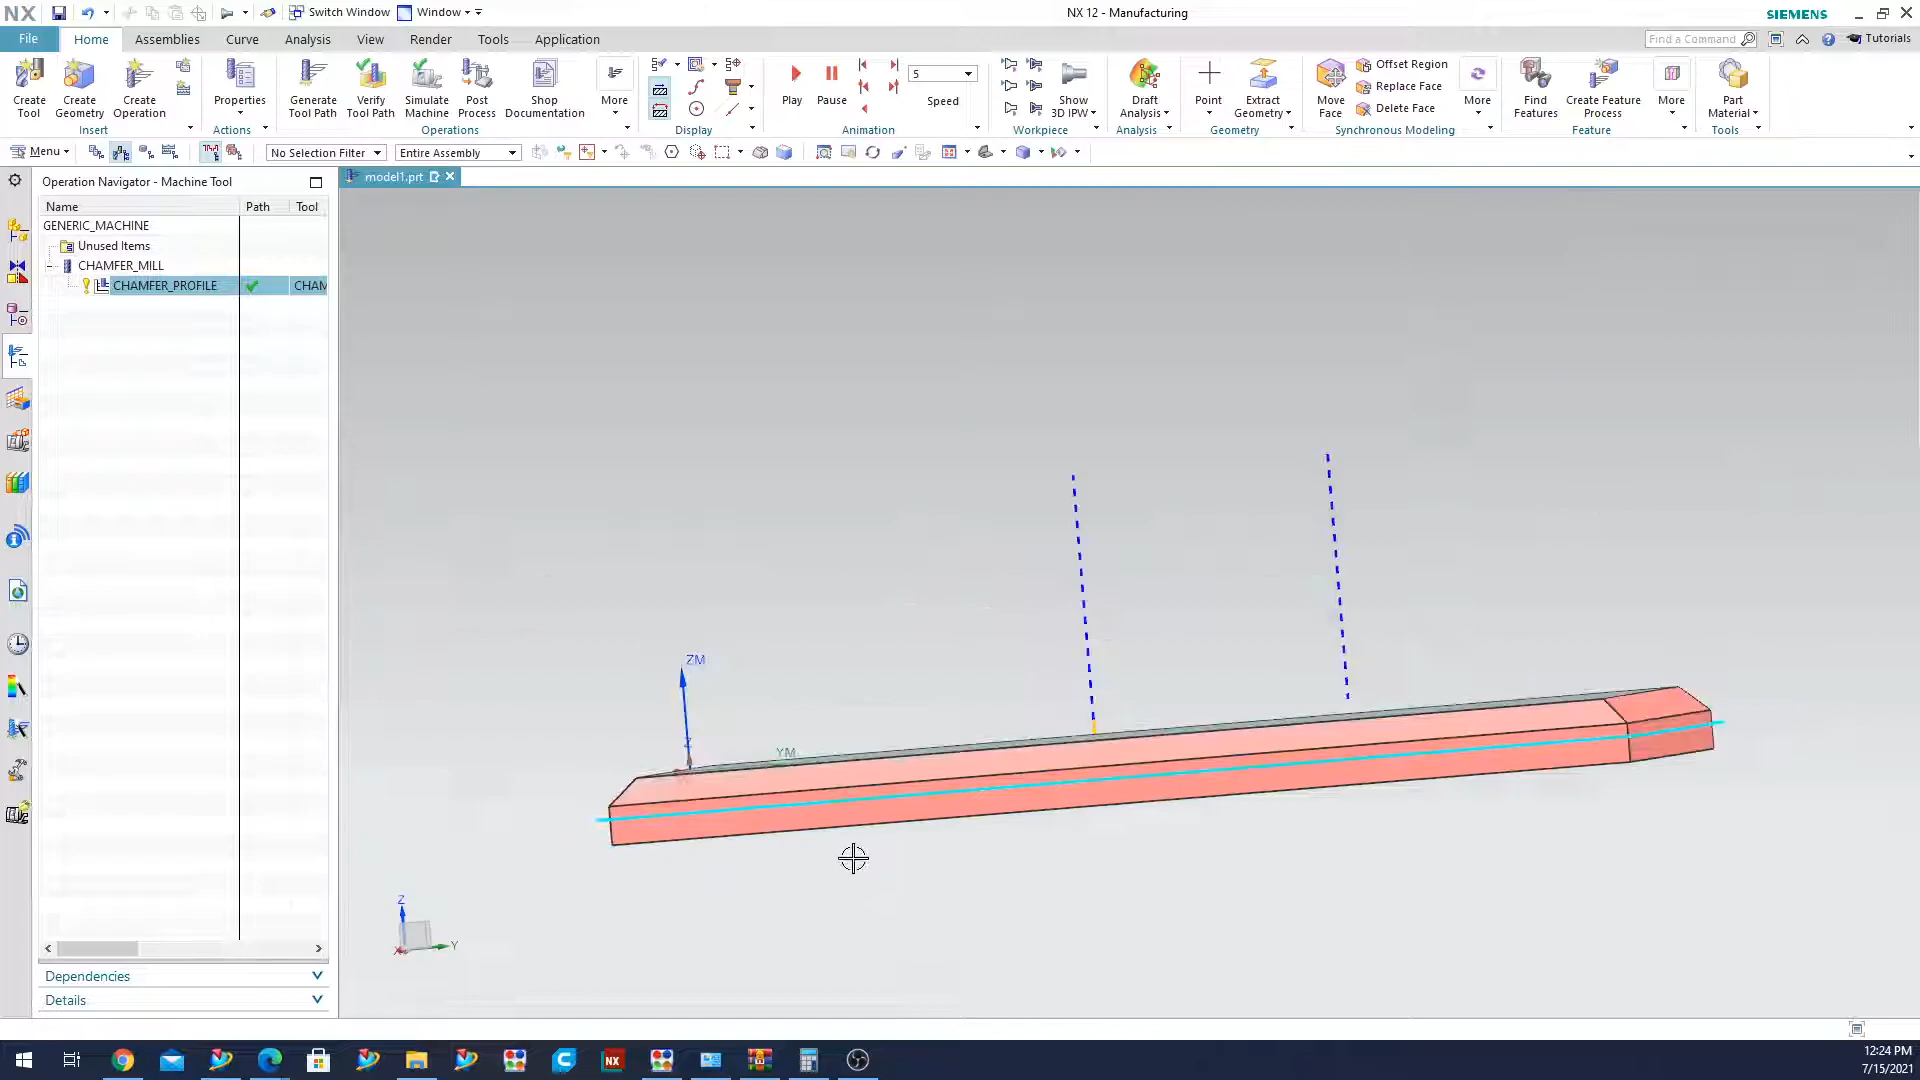 NX
Switch Window
Window
NX 12 - Manufacturing
SIEMENS
File
Home
Assemblies
Curve
Analysis
View
Render
Tools
Application
Find a Command
Tutorials
Create Tool
Create Geometry
Create Operation
Properties
Generate Tool Path
Verify Tool Path
Simulate Machine
Post Process
Shop Documentation
More
5
Play
Pause
Speed
Show 3D IPW
Draft Analysis
Point
Extract Geometry
Move Face
Offset Region
Replace Face
Delete Face
More
Find Features
Create Feature Process
More
Part Material
Insert
Actions
Operations
Display
Animation
Workpiece
Analysis
Geometry
Synchronous Modeling
Feature
Tools
Menu
No Selection Filter
Entire Assembly
Operation Navigator - Machine Tool
model1.prt
Name
Path
Tool
GENERIC_MACHINE
Unused Items
CHAMFER_MILL
CHAMFER_PROFILE
CHAM
ZM
YM
Z
Z
Y
X
Dependencies
Details
NX
12:24 PM
7/15/2021